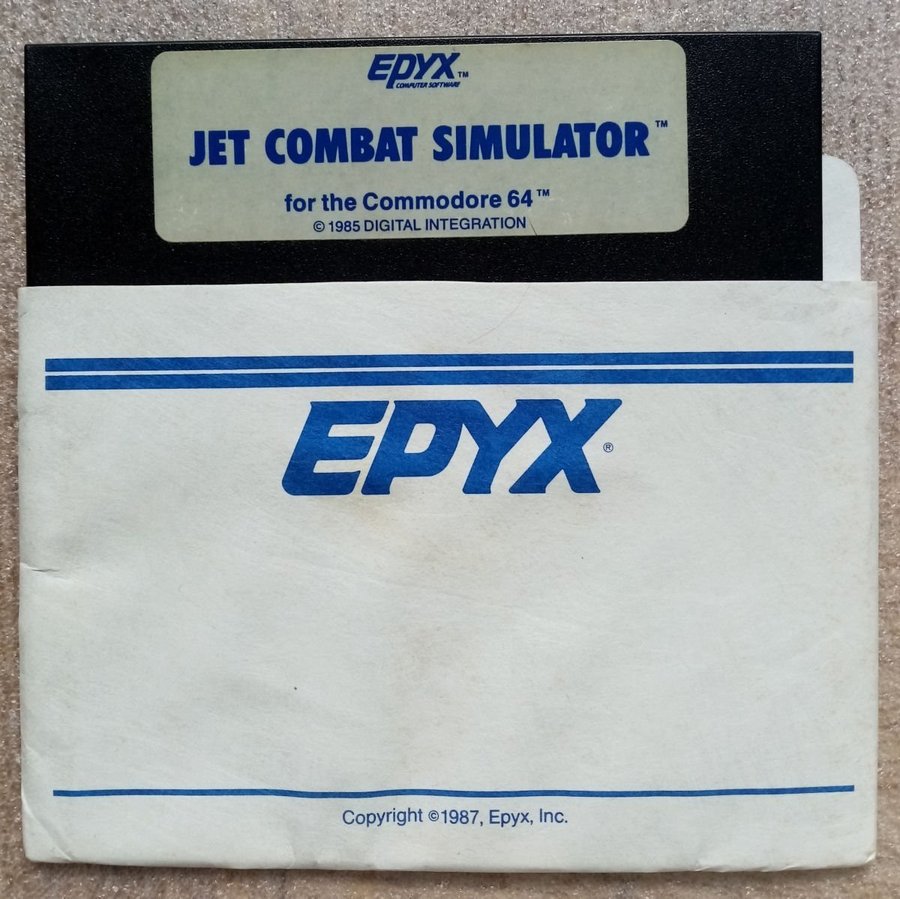 EPYX™
COMPUTER SOFTWARE
JET COMBAT SIMULATOR™
for the Commodore 64™
© 1985 DIGITAL INTEGRATION
EPYX®
Copyright ©1987, Epyx, Inc.